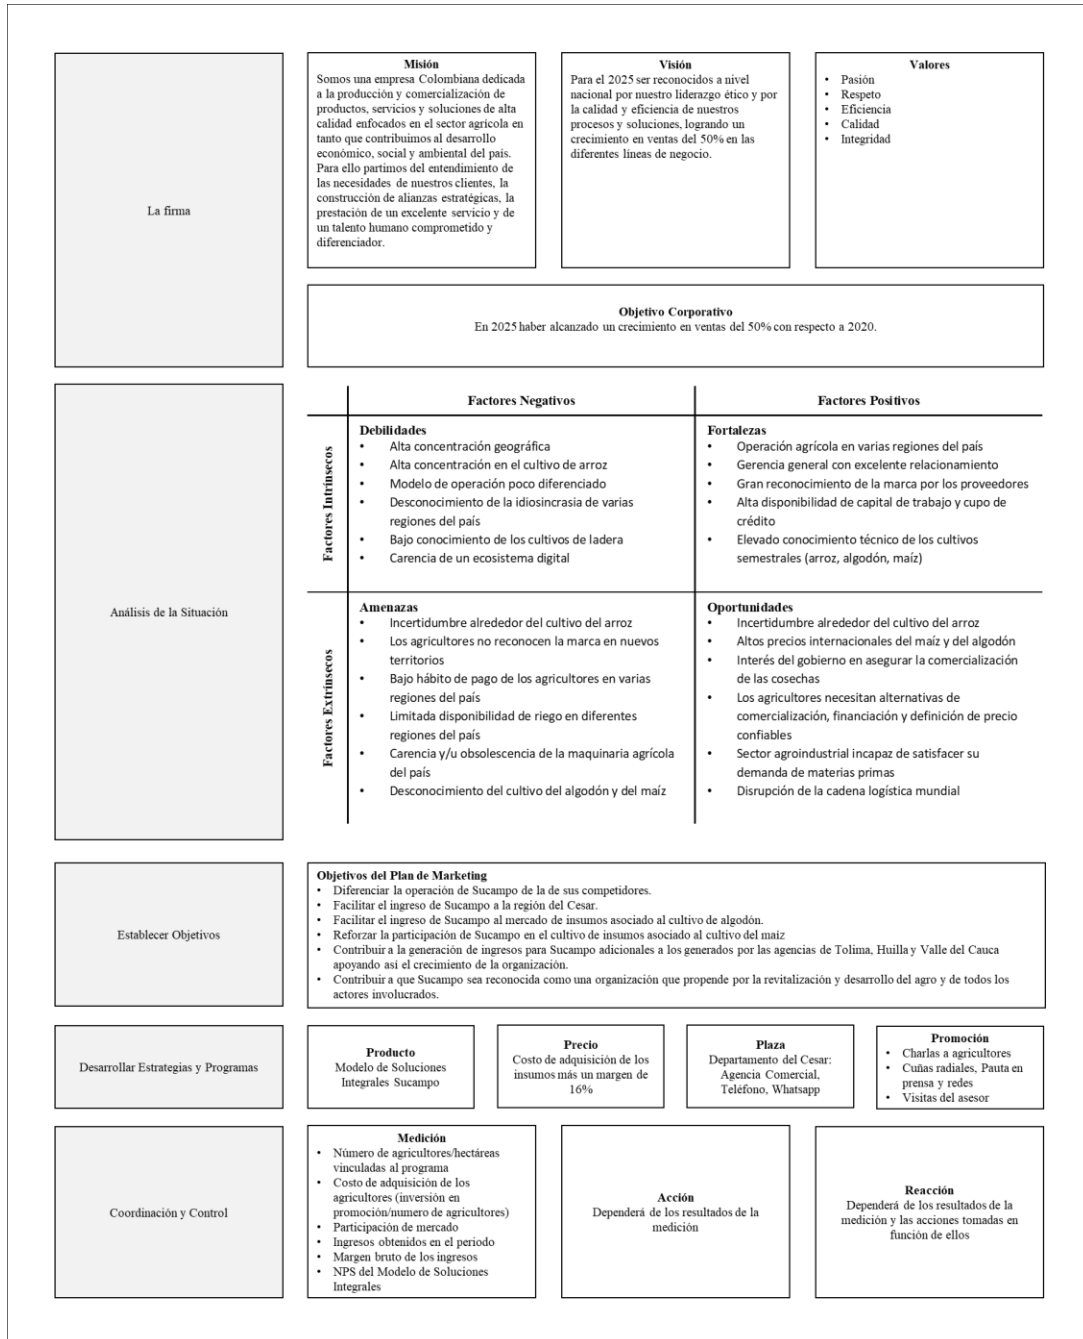 La firma
Misión
Somos una empresa Colombiana dedicada
a la producción y comercialización de
productos, servicios y soluciones de alta
calidad enfocados en el sector agrícola en
tanto que contribuimos al desarrollo
económico, social y ambiental del país.
Para ello partimos del entendimiento de
las necesidades de nuestros clientes, la
construcción de alianzas estratégicas, la
prestación de un excelente servicio y de
un talento humano comprometido y
diferenciador.
Visión
Para el 2025 ser reconocidos a nivel
nacional por nuestro liderazgo ético y por
la calidad y eficiencia de nuestros
procesos y soluciones, logrando un
crecimiento en ventas del 50% en las
diferentes líneas de negocio.
Valores
• Pasión
• Respeto
• Eficiencia
• Calidad
• Integridad
Objetivo Corporativo
En 2025 haber alcanzado un crecimiento en ventas del 50% con respecto a 2020.
Análisis de la Situación
Factores Negativos
Factores Positivos
Factores Intrínsecos
Debilidades
• Alta concentración geográfica
• Alta concentración en el cultivo de arroz
• Modelo de operación poco diferenciado
• Desconocimiento de la idiosincrasia de varias
regiones del país
• Bajo conocimiento de los cultivos de ladera
• Carencia de un ecosistema digital
Fortalezas
• Operación agrícola en varias regiones del país
• Gerencia general con excelente relacionamiento
• Gran reconocimiento de la marca por los proveedores
• Alta disponibilidad de capital de trabajo y cupo de
crédito
• Elevado conocimiento técnico de los cultivos
semestrales (arroz, algodón, maíz)
Factores Extrínsecos
Amenazas
• Incertidumbre alrededor del cultivo del arroz
• Los agricultores no reconocen la marca en nuevos
territorios
• Bajo hábito de pago de los agricultores en varias
regiones del país
• Limitada disponibilidad de riego en diferentes
regiones del país
• Carencia y/u obsolescencia de la maquinaria agrícola
del país
• Desconocimiento del cultivo del algodón y del maíz
Oportunidades
• Incertidumbre alrededor del cultivo del arroz
• Altos precios internacionales del maíz y del algodón
• Interés del gobierno en asegurar la comercialización
de las cosechas
• Los agricultores necesitan alternativas de
comercialización, financiación y definición de precio
confiables
• Sector agroindustrial incapaz de satisfacer su
demanda de materias primas
• Disrupción de la cadena logística mundial
Establecer Objetivos
Objetivos del Plan de Marketing
• Diferenciar la operación de Sucampo de la de sus competidores.
• Facilitar el ingreso de Sucampo a la región del Cesar.
• Facilitar el ingreso de Sucampo al mercado de insumos asociado al cultivo de algodón.
• Reforzar la participación de Sucampo en el cultivo de insumos asociado al cultivo del maíz
• Contribuir a la generación de ingresos para Sucampo adicionales a los generados por las agencias de Tolima, Huilla y Valle del Cauca
apoyando así el crecimiento de la organización.
• Contribuir a que Sucampo sea reconocida como una organización que propende por la revitalización y desarrollo del agro y de todos los
actores involucrados.
Desarrollar Estrategias y Programas
Producto
Modelo de Soluciones
Integrales Sucampo
Precio
Costo de adquisición de los
insumos más un margen de
16%
Plaza
Departamento del Cesar:
Agencia Comercial,
Teléfono, Whatsapp
Promoción
• Charlas a agricultores
• Cuñas radiales, Pauta en
prensa y redes
• Visitas del asesor
Coordinación y Control
Medición
• Número de agricultores/hectáreas
vinculadas al programa
• Costo de adquisición de los
agricultores (inversión en
promoción/numero de agricultores)
• Participación de mercado
• Ingresos obtenidos en el periodo
• Margen bruto de los ingresos
• NPS del Modelo de Soluciones
Integrales
Acción
Dependerá de los resultados de la
medición
Reacción
Dependerá de los resultados de la
medición y las acciones tomadas en
función de ellos